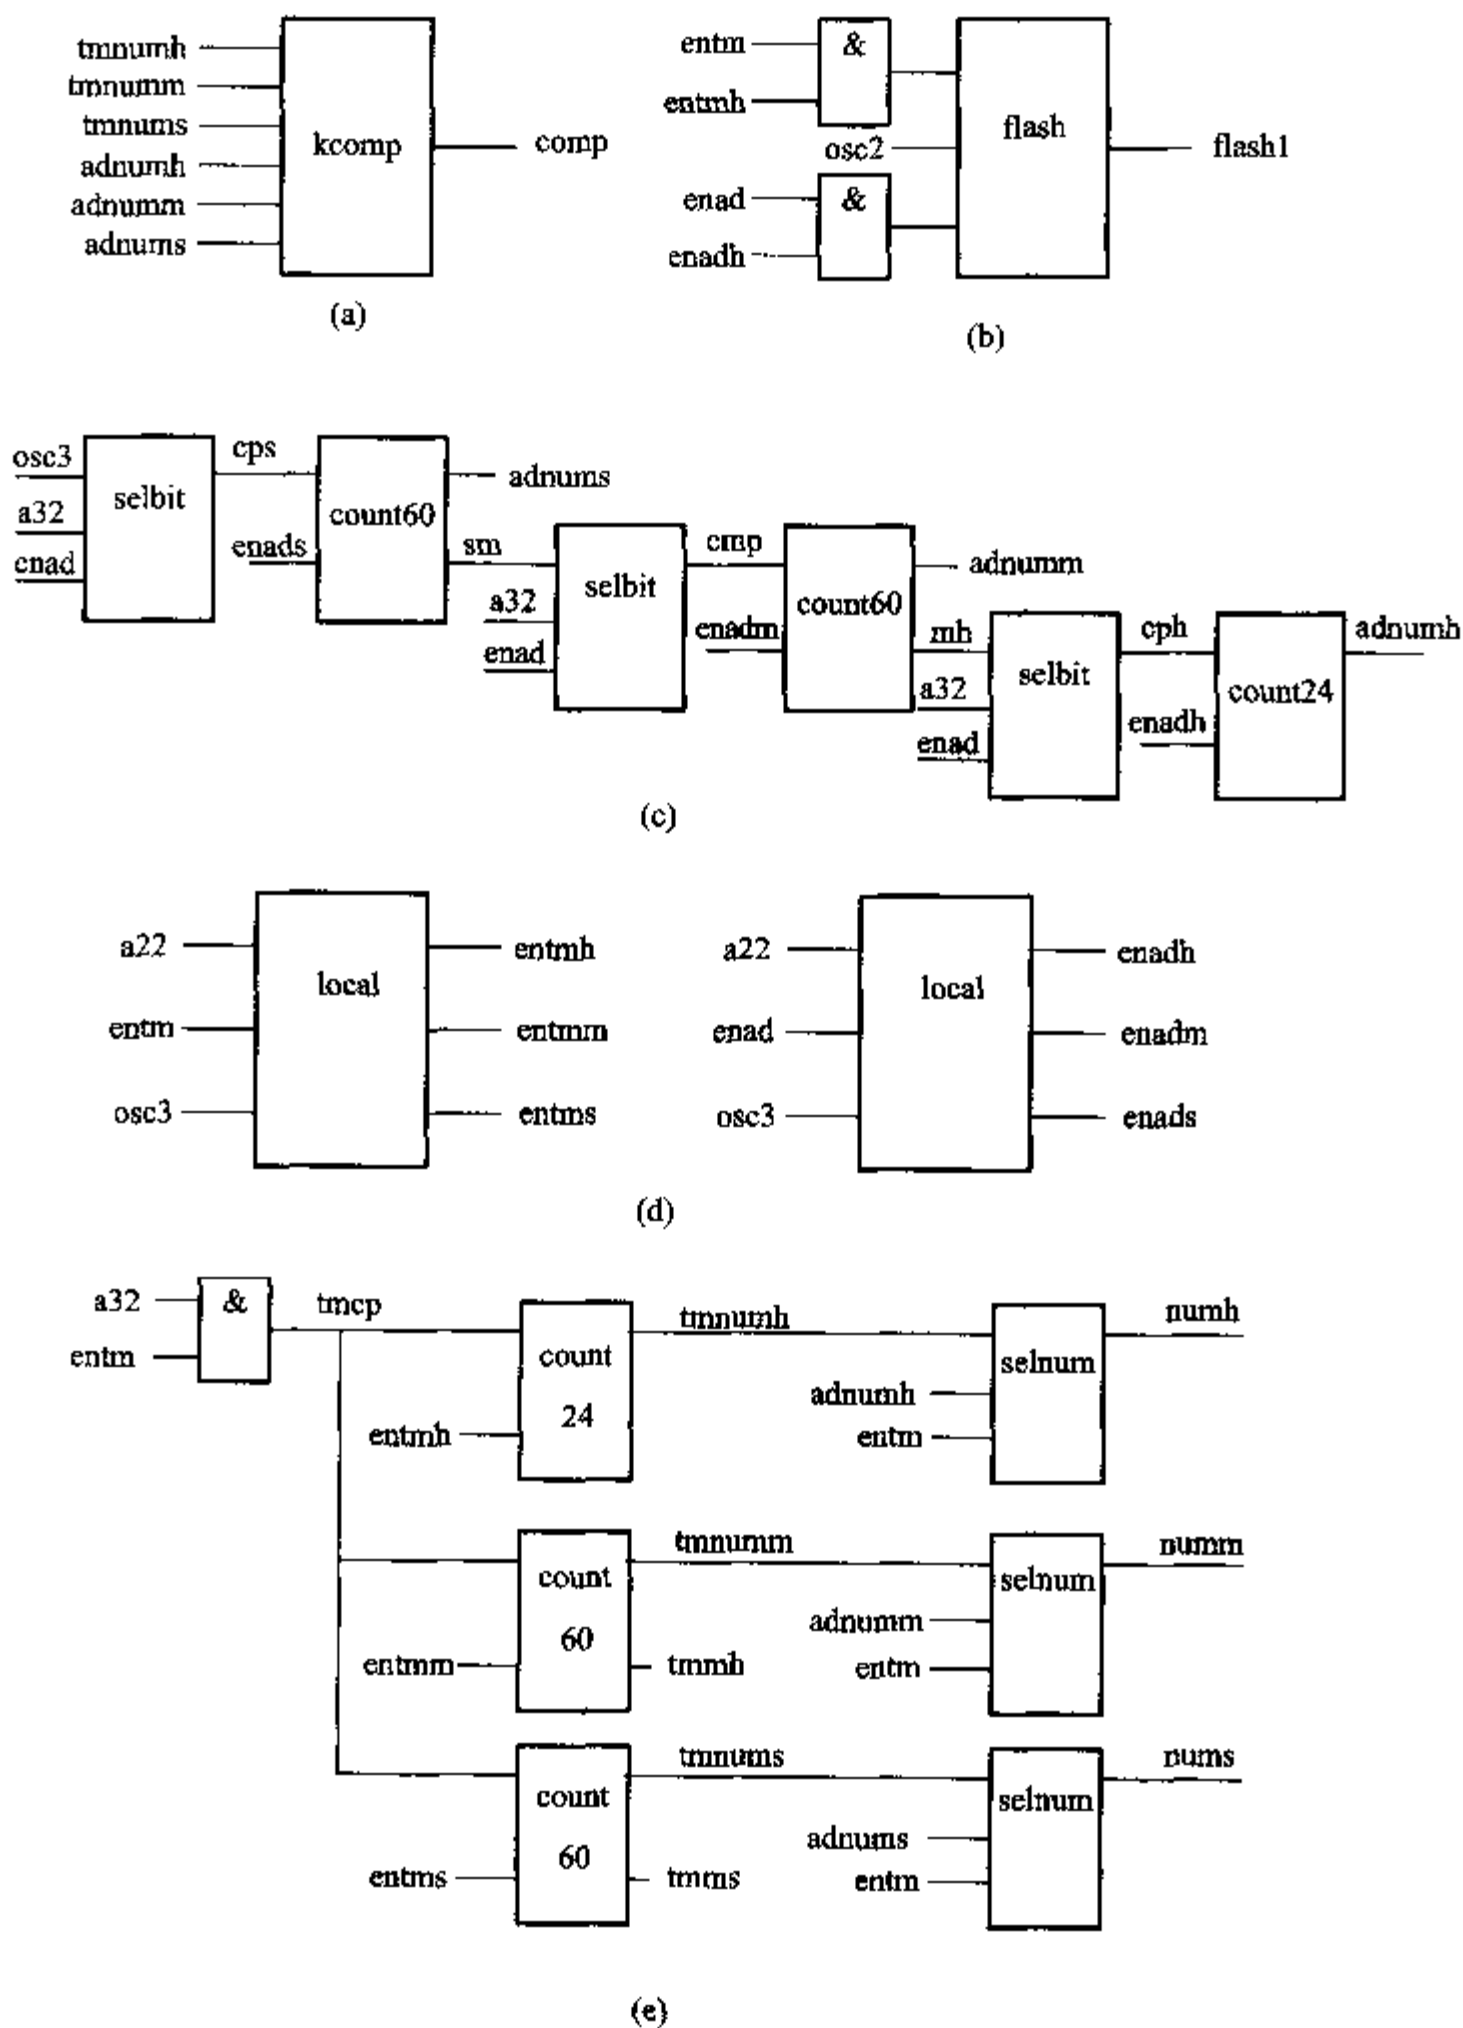 tmnumh
tmnumm
tmnums
adnumh
adnumm
adnums
kcomp
comp
(a)
entm
entmh
&
osc2
enad
enadh
&
flash
flash1
(b)
osc3
a32
enad
selbit
cps
enads
count60
adnums
sm
a32
enad
selbit
cmp
enadm
count60
adnumm
mh
a32
enad
selbit
cph
enadh
count24
adnumh
(c)
a22
entm
osc3
local
entmh
entmm
entms
a22
enad
osc3
local
enadh
enadm
enads
(d)
a32
entm
&
tmcp
entmh
count
24
tmnumh
adnumh
entm
selnum
numh
entmm
count
60
tmnumm
tmmh
adnumm
entm
selnum
numm
entms
count
60
tmnums
tmms
adnums
entm
selnum
nums
(e)